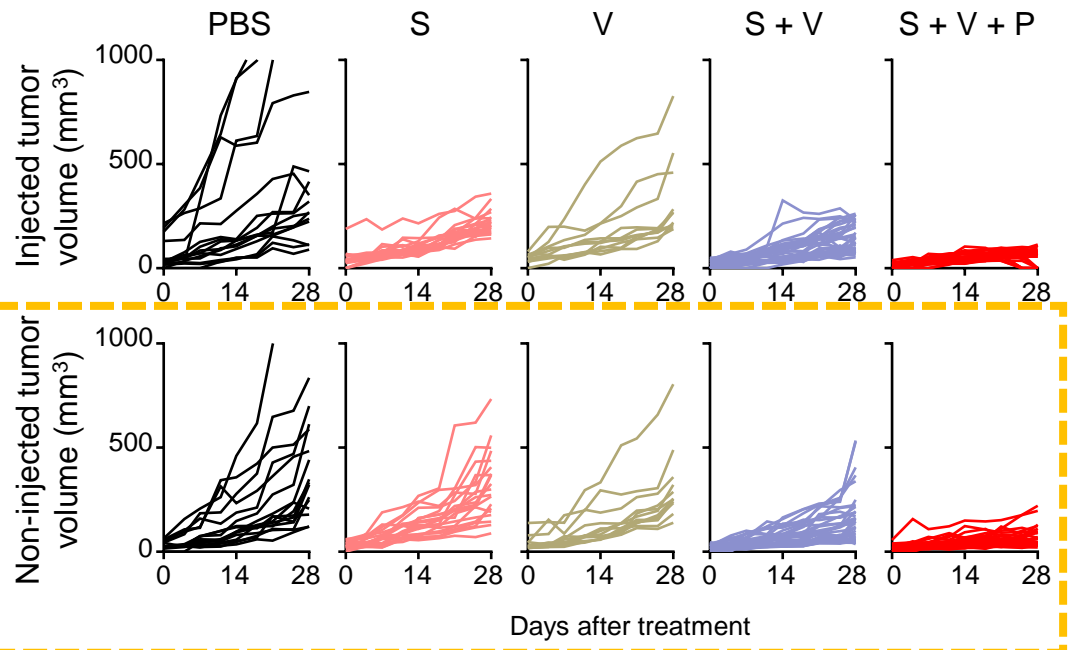 PBS S V S + V S + V + P
Injected tumor
volume (mm³)
1000
500
0
0 14 28 0 14 28 0 14 28 0 14 28 0 14 28
Non-injected tumor
volume (mm³)
1000
500
0
0 14 28 0 14 28 0 14 28 0 14 28 0 14 28
Days after treatment